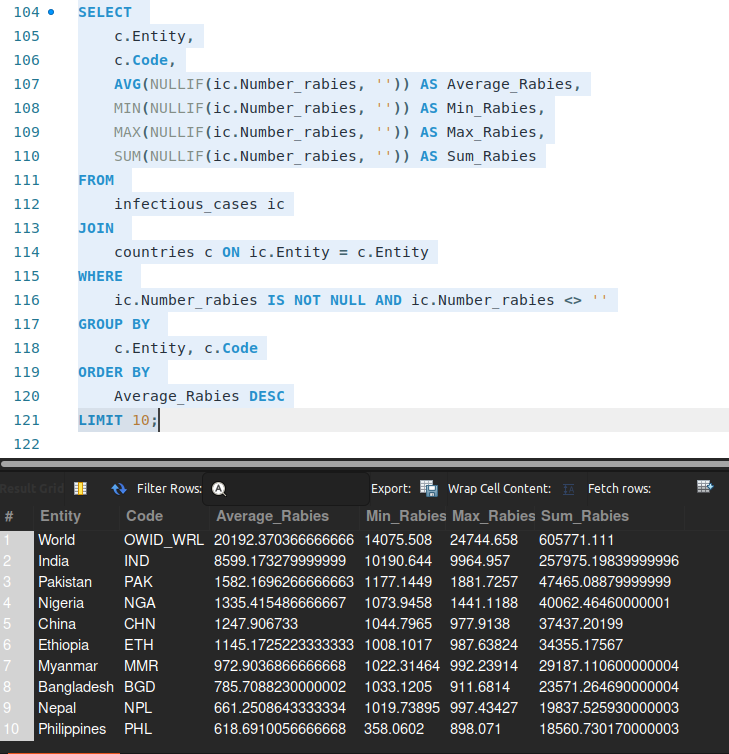 104 SELECT
105 c.Entity,
106 c.Code,
107 AVG(NULLIF(ic.Number_rabies, '')) AS Average_Rabies,
108 MIN(NULLIF(ic.Number_rabies, '')) AS Min_Rabies,
109 MAX(NULLIF(ic.Number_rabies, '')) AS Max_Rabies,
110 SUM(NULLIF(ic.Number_rabies, '')) AS Sum_Rabies
111 FROM
112 infectious_cases ic
113 JOIN
114 countries c ON ic.Entity = c.Entity
115 WHERE
116 ic.Number_rabies IS NOT NULL AND ic.Number_rabies <> ''
117 GROUP BY
118 c.Entity, c.Code
119 ORDER BY
120 Average_Rabies DESC
121 LIMIT 10;
122
Result Grid Filter Rows: A Export: Wrap Cell Content: IA Fetch rows:
# Entity Code Average_Rabies Min_Rabies Max_Rabies Sum_Rabies
1 World OWID_WRL 20192.370366666666 14075.508 24744.658 605771.111
2 India IND 8599.173279999999 10190.644 9964.957 257975.19839999996
3 Pakistan PAK 1582.1696266666663 1177.1449 1881.7257 47465.08879999999
4 Nigeria NGA 1335.415486666667 1073.9458 1441.1188 40062.46460000001
5 China CHN 1247.906733 1044.7965 977.9138 37437.20199
6 Ethiopia ETH 1145.1725223333333 1008.1017 987.63824 34355.17567
7 Myanmar MMR 972.9036866666668 1022.31464 992.23914 29187.110600000004
8 Bangladesh BGD 785.7088230000002 1033.1205 911.6814 23571.264690000004
9 Nepal NPL 661.2508643333334 1019.73895 997.43427 19837.525930000003
10 Philippines PHL 618.6910056666668 358.0602 898.071 18560.730170000003